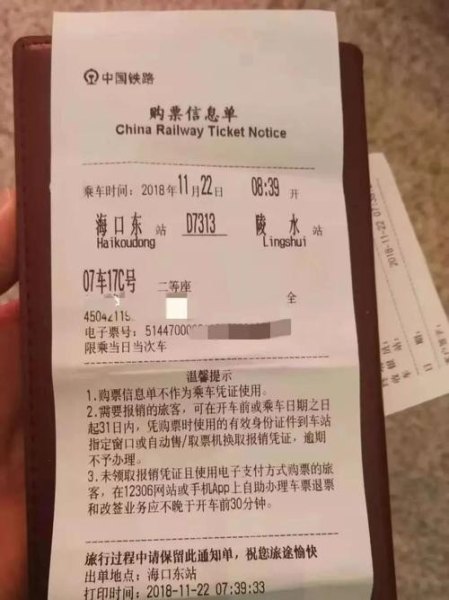 中国铁路
购票信息单
China Railway Ticket Notice
乘车时间：2018年11月22日 08:39 开
海口东 站 D7313 陵水 站
Haikoudong Lingshui
07车17C号 二等座 全
45042119
电子票号：5144700
限乘当日当次车
温馨提示
1.购票信息单不作为乘车凭证使用。
2.需要报销的旅客，可在开车前或乘车日期之日
起31日内，凭购票时使用的有效身份证件到车站
指定窗口或自动售/取票机换取报销凭证，逾期
不予办理。
3.未领取报销凭证且使用电子支付方式购票的旅
客，在12306网站或手机App上自助办理车票退票
和改签业务应不晚于开车前30分钟。
旅行过程中请保留此通知单，祝您旅途愉快
出单地点：海口东站
打印时间：2018-11-22 07:39:33